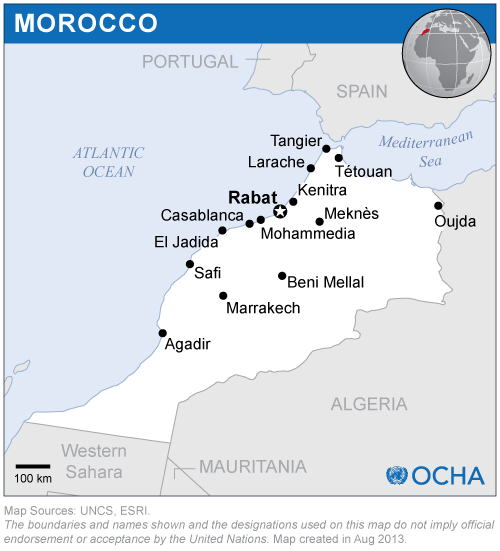 MOROCCO
PORTUGAL
SPAIN
ATLANTIC
OCEAN
Mediterranean
Sea
Tangier
Larache
Tétouan
Rabat
Kenitra
Casablanca
Meknès
Oujda
El Jadida
Mohammedia
Safi
Beni Mellal
Marrakech
Agadir
ALGERIA
Western
Sahara
MAURITANIA
100 km
OCHA
Map Sources: UNCS, ESRI.
The boundaries and names shown and the designations used on this map do not imply official
endorsement or acceptance by the United Nations. Map created in Aug 2013.